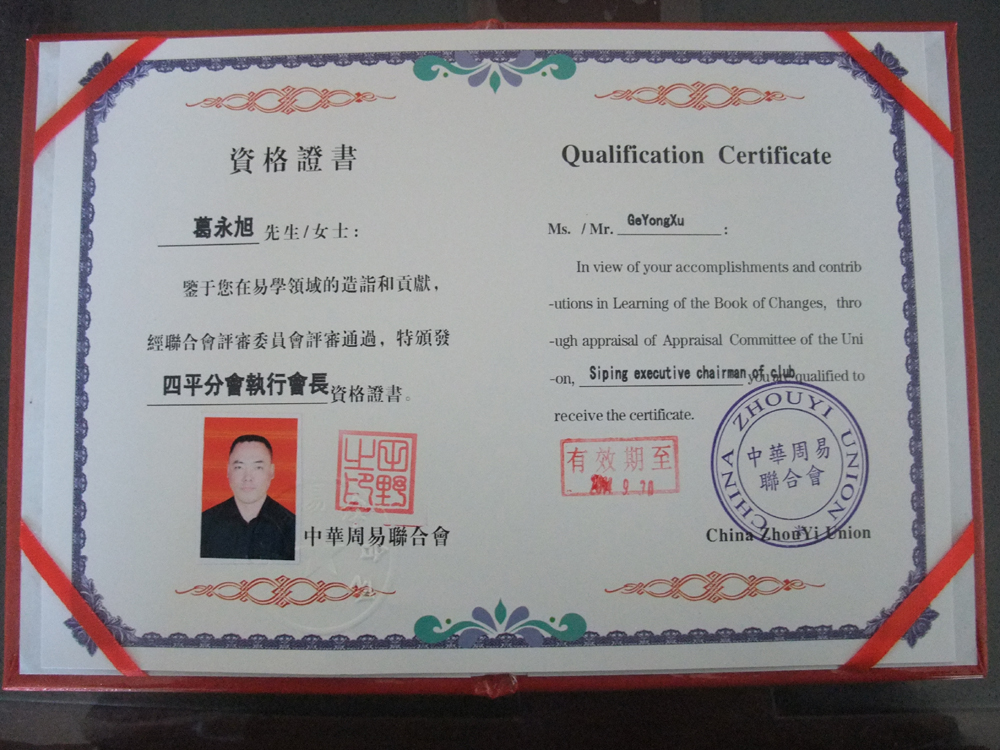 資格證書
葛永旭 先生/女士：
鑒于您在易學領域的造詣和貢獻，
經聯合會評審委員會評審通過，特頒發
四平分會執行會長資格證書。
中華周易聯合會
Qualification Certificate
Ms. /Mr. GeYongXu :
In view of your accomplishments and contrib
-utions in Learning of the Book of Changes, thro
-ugh appraisal of Appraisal Committee of the Uni
-on, Siping executive chairman of club you are qualified to
receive the certificate.
有效期至
CHINA ZHOUYI UNION
中華周易
聯合會
China ZhouYi Union